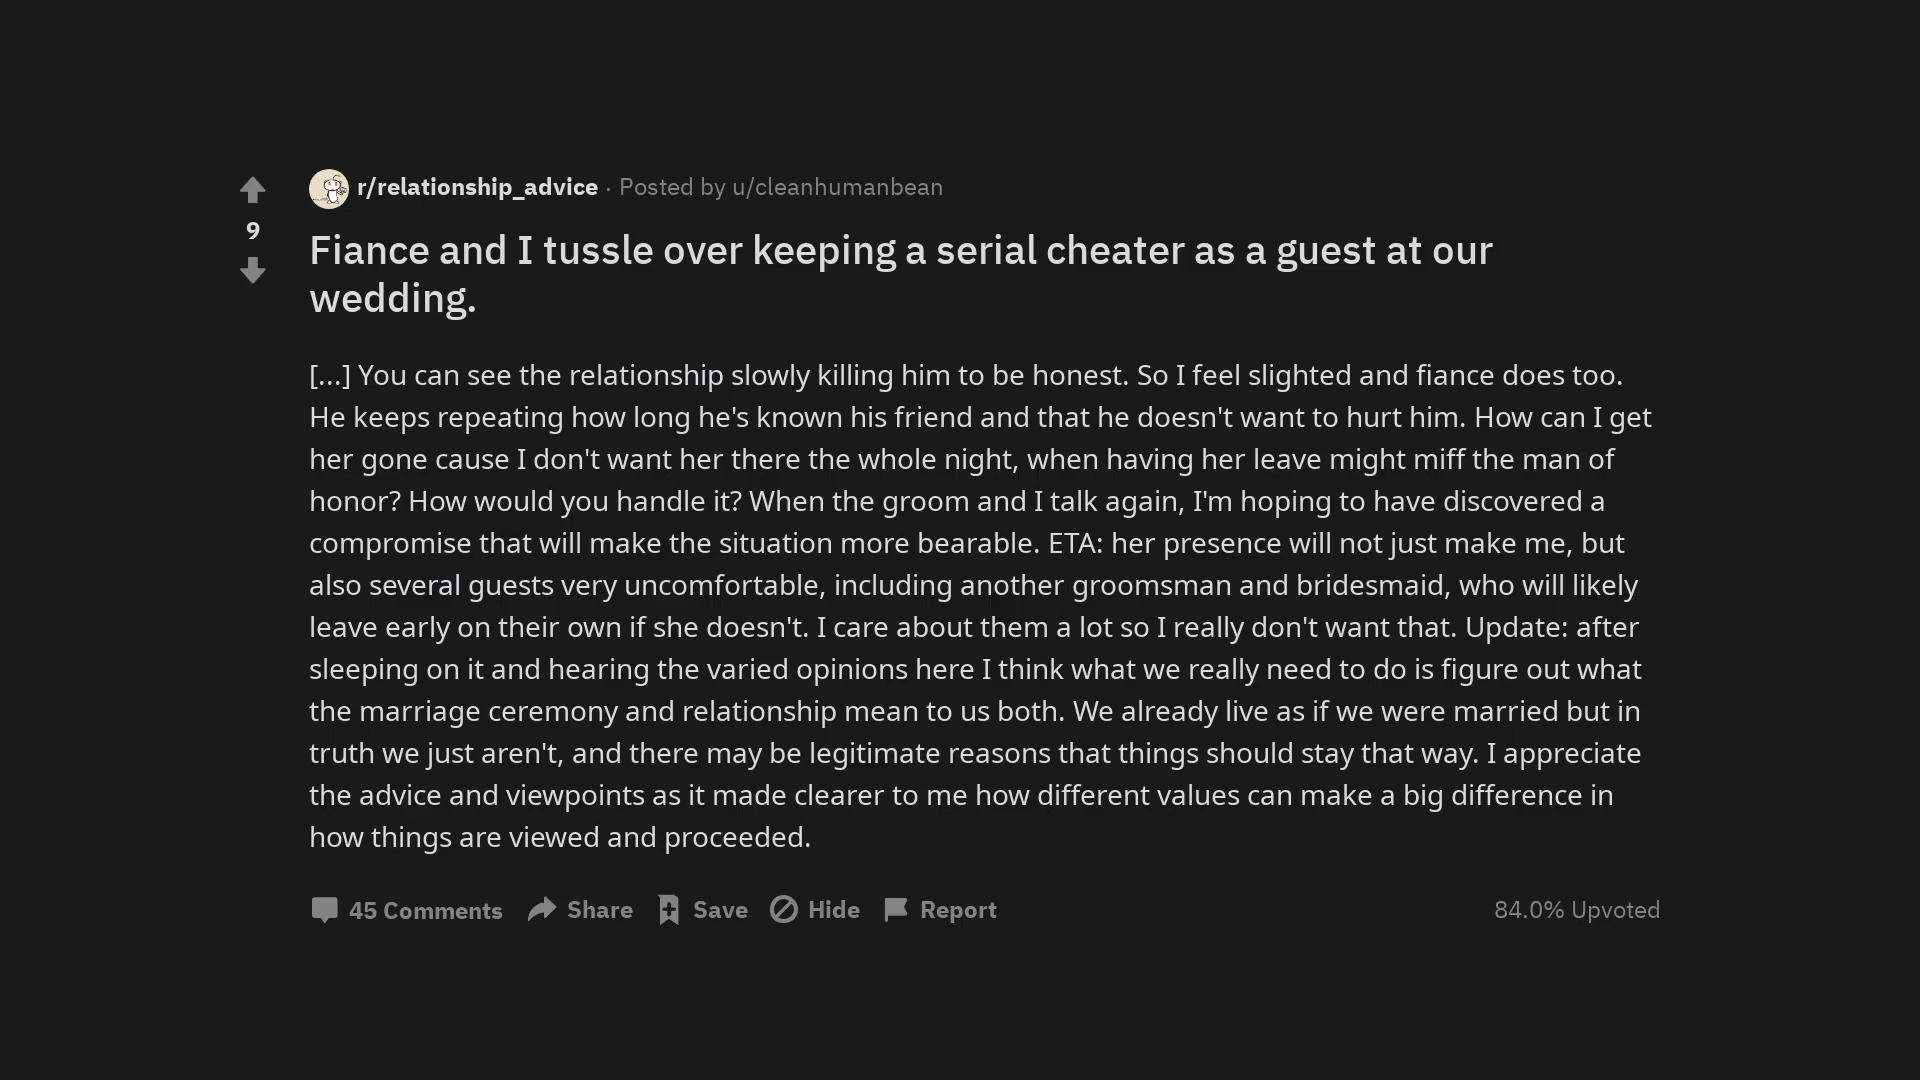 r/relationship_advice · Posted by u/cleanhumanbean
9
Fiance and I tussle over keeping a serial cheater as a guest at our
wedding.
[...] You can see the relationship slowly killing him to be honest. So I feel slighted and fiance does too.
He keeps repeating how long he's known his friend and that he doesn't want to hurt him. How can I get
her gone cause I don't want her there the whole night, when having her leave might miff the man of
honor? How would you handle it? When the groom and I talk again, I'm hoping to have discovered a
compromise that will make the situation more bearable. ETA: her presence will not just make me, but
also several guests very uncomfortable, including another groomsman and bridesmaid, who will likely
leave early on their own if she doesn't. I care about them a lot so I really don't want that. Update: after
sleeping on it and hearing the varied opinions here I think what we really need to do is figure out what
the marriage ceremony and relationship mean to us both. We already live as if we were married but in
truth we just aren't, and there may be legitimate reasons that things should stay that way. I appreciate
the advice and viewpoints as it made clearer to me how different values can make a big difference in
how things are viewed and proceeded.
45 Comments Share Save Hide Report 84.0% Upvoted